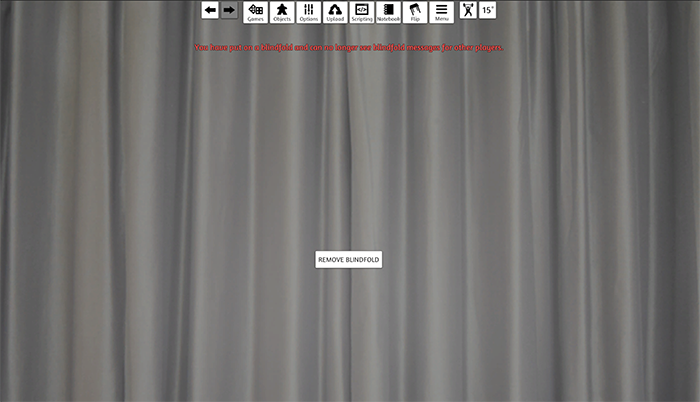 Games Objects Options Upload Scripting Notebook Flip Menu 15°
You have put on a blindfold and can no longer see blindfold messages for other players.
REMOVE BLINDFOLD